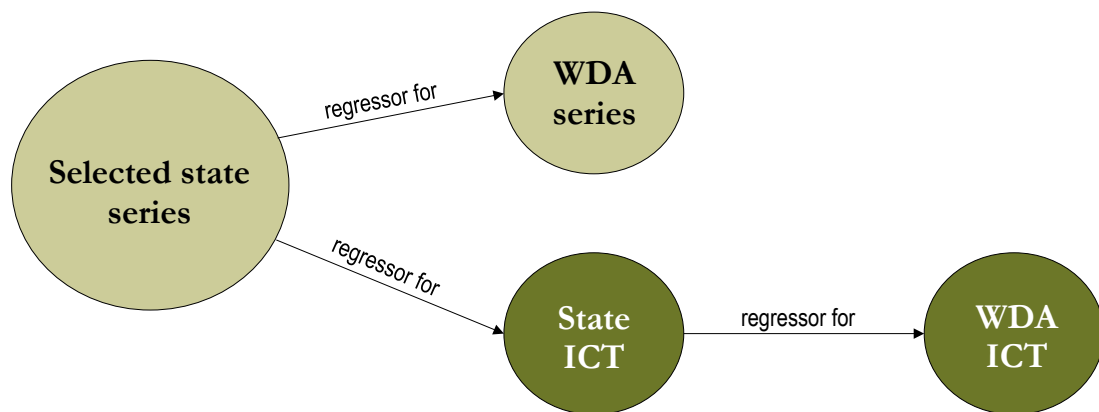 WDA
series
regressor for
Selected state
series
regressor for
State
ICT
regressor for
WDA
ICT